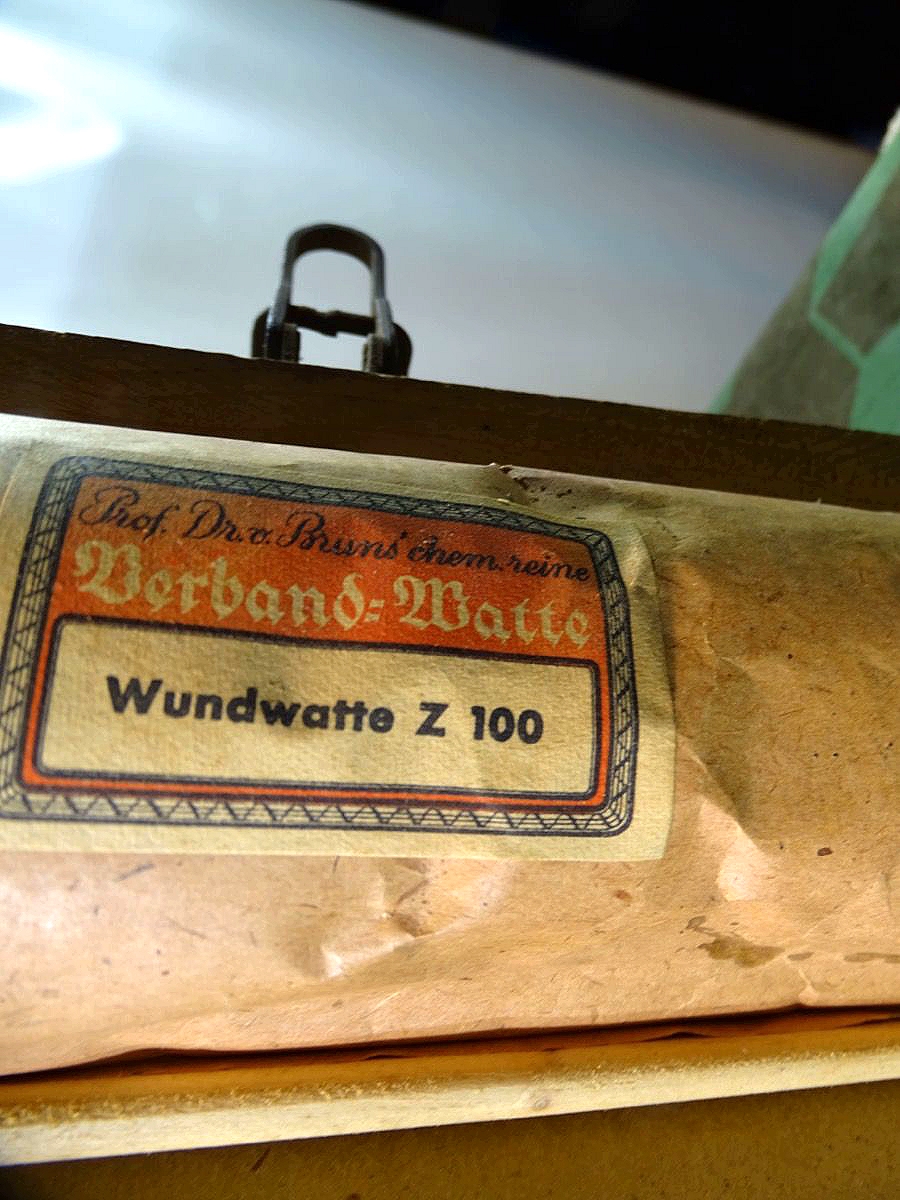 Prof. Dr. v. Bruns' chem. reine
Verband-Watte
Wundwatte Z 100